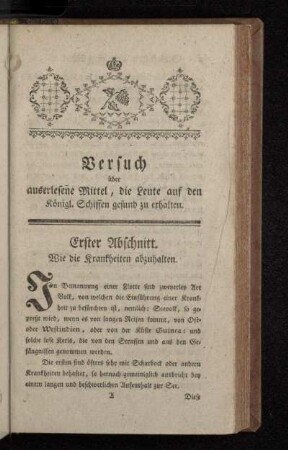 Versuch
über
auserlesene Mittel, die Leute auf den
Königl. Schiffen gesund zu erhalten.
Erster Abschnitt.
Wie die Krankheiten abzuhalten.
In Bemannung einer Flotte sind zweyerley Art
Volk, von welchen die Einführung einer Krank-
heit zu befürchten ist, nemlich: Seevolk, so ge-
preßt wird, wenn es von langen Reisen kommt, von Ost-
oder Westindien, oder von der Küste Guinea: und
solche lose Kerls, die von den Strassen und aus den Ge-
fängnissen genommen werden.
Die ersten sind öfters sehr mit Scharbock oder andern
Krankheiten behaftet, so hernach gemeiniglich ausbricht bey
einem langen und beschwerlichen Aufenthalt zur See.
A Diese